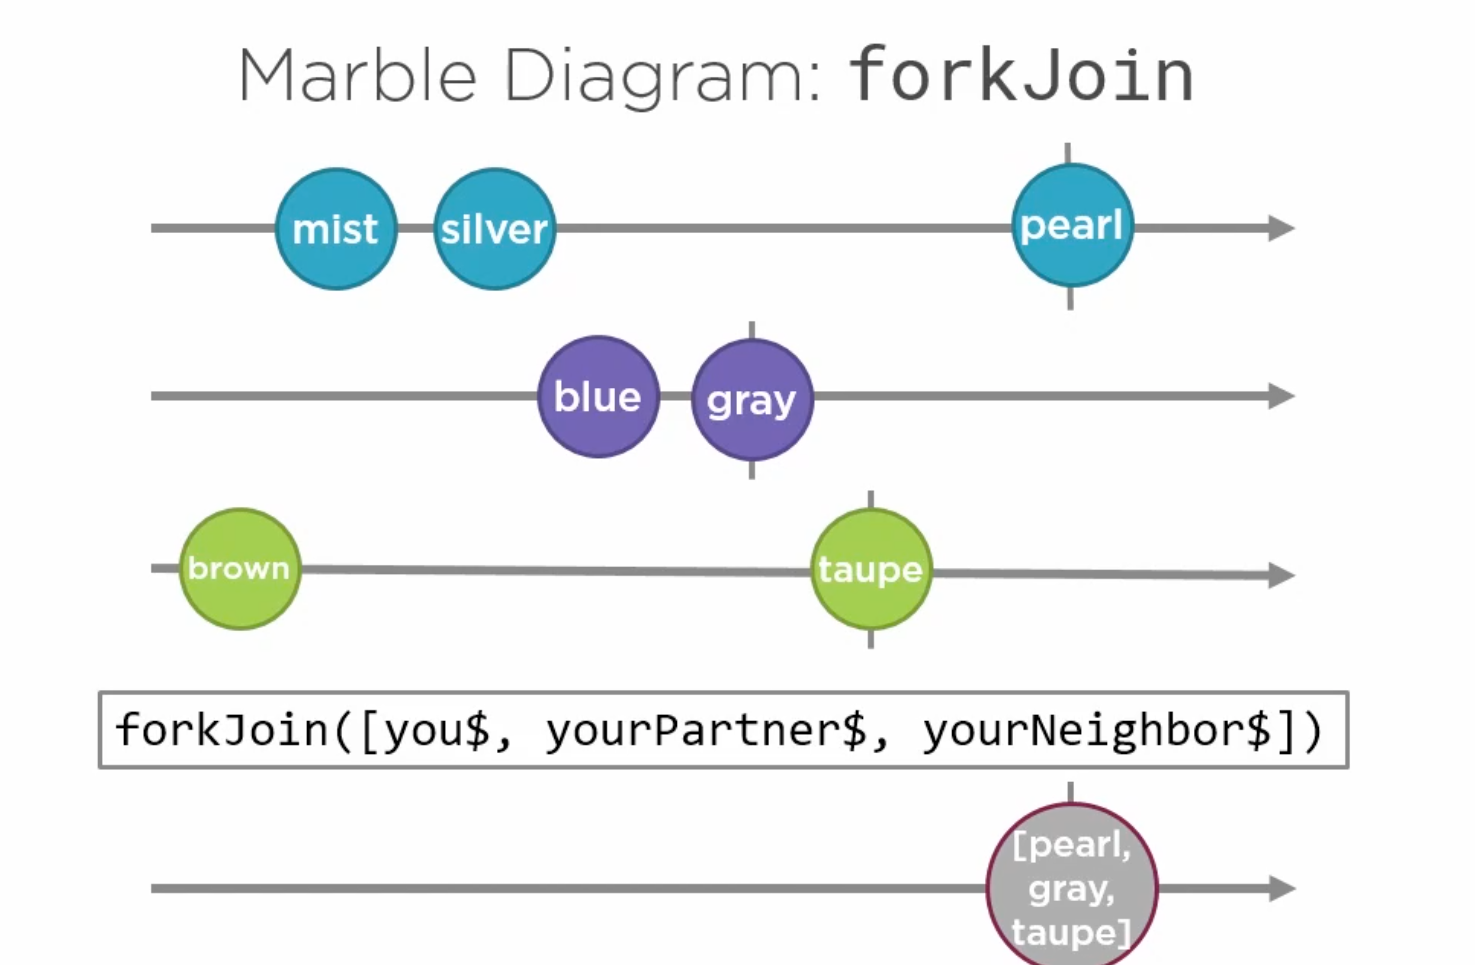 Marble Diagram: forkJoin
mist
silver
pearl
blue
gray
brown
taupe
forkJoin([you$, yourPartner$, yourNeighbor$])
[pearl,
gray,
taupe]